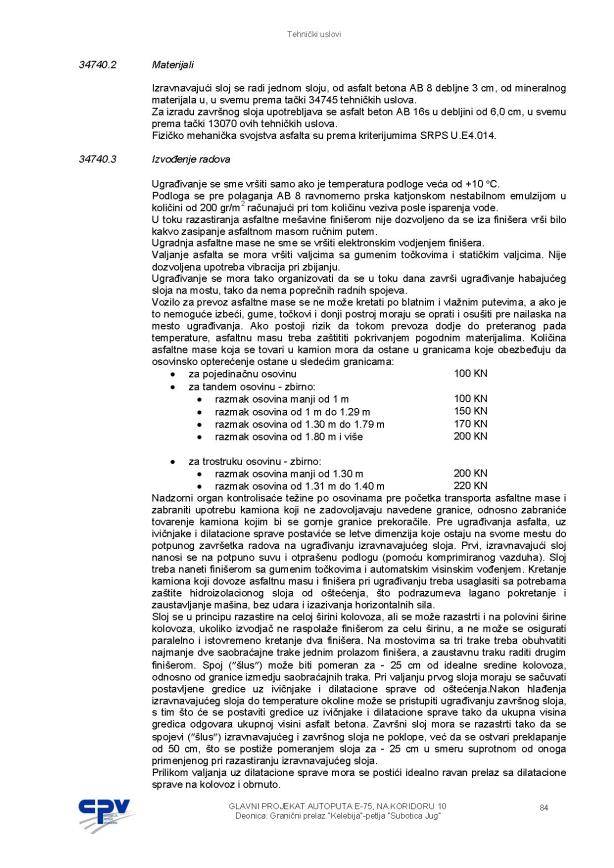 Tehnički uslovi
34740.2 Materijali
Izravnavajući sloj se radi jednom sloju, od asfalt betona AB 8 debljne 3 cm, od mineralnog
materijala u, u svemu prema tački 34745 tehničkih uslova.
Za izradu završnog sloja upotrebljava se asfalt beton AB 16s u debljini od 6,0 cm, u svemu
prema tački 13070 ovih tehničkih uslova.
Fizičko mehanička svojstva asfalta su prema kriterijumima SRPS U.E4.014.
34740.3 Izvođenje radova
Ugrađivanje se sme vršiti samo ako je temperatura podloge veća od +10 °C.
Podloga se pre polaganja AB 8 ravnomerno prska katjonskom nestabilnom emulzijom u
količini od 200 gr/m² računajući pri tom količinu veziva posle isparenja vode.
U toku razastiranja asfaltne mešavine finišerom nije dozvoljeno da se iza finišera vrši bilo
kakvo zasipanje asfaltnom masom ručnim putem.
Ugradnja asfaltne mase ne sme se vršiti elektronskim vodjenjem finišera.
Valjanje asfalta se mora vršiti valjcima sa gumenim točkovima i statičkim valjcima. Nije
dozvoljena upotreba vibracija pri zbijanju.
Ugrađivanje se mora tako organizovati da se u toku dana završi ugrađivanje habajućeg
sloja na mostu, tako da nema poprečnih radnih spojeva.
Vozilo za prevoz asfaltne mase se ne može kretati po blatnim i vlažnim putevima, a ako je
to nemoguće izbeći, gume, točkovi i donji postroj moraju se oprati i osušiti pre nailaska na
mesto ugrađivanja. Ako postoji rizik da tokom prevoza dodje do preteranog pada
temperature, asfaltnu masu treba zaštititi pokrivanjem pogodnim materijalima. Količina
asfaltne mase koja se tovari u kamion mora da ostane u granicama koje obezbeđuju da
osovinsko opterećenje ostane u sledećim granicama:
• za pojedinačnu osovinu 100 KN
• za tandem osovinu - zbirno:
• razmak osovina manji od 1 m 100 KN
• razmak osovina od 1 m do 1.29 m 150 KN
• razmak osovina od 1.30 m do 1.79 m 170 KN
• razmak osovina od 1.80 m i više 200 KN
• za trostruku osovinu - zbirno:
• razmak osovina manji od 1.30 m 200 KN
• razmak osovina od 1.31 m do 1.40 m 220 KN
Nadzorni organ kontrolisaće težine po osovinama pre početka transporta asfaltne mase i
zabraniti upotrebu kamiona koji ne zadovoljavaju navedene granice, odnosno zabraniće
tovarenje kamiona kojim bi se gornje granice prekoračile. Pre ugrađivanja asfalta, uz
ivičnjake i dilatacione sprave postaviće se letve dimenzija koje ostaju na svome mestu do
potpunog završetka radova na ugrađivanju izravnavajućeg sloja. Prvi, izravnavajući sloj
nanosi se na potpuno suvu i otprašenu podlogu (pomoću komprimiranog vazduha). Sloj
treba naneti finišerom sa gumenim točkovima i automatskim visinskim vođenjem. Kretanje
kamiona koji dovoze asfaltnu masu i finišera pri ugrađivanju treba usaglasiti sa potrebama
zaštite hidroizolacionog sloja od oštećenja, što podrazumeva lagano pokretanje i
zaustavljanje mašina, bez udara i izazivanja horizontalnih sila.
Sloj se u principu razastire na celoj širini kolovoza, ali se može razastrti i na polovini širine
kolovoza, ukoliko izvodjač ne raspolaže finišerom za celu širinu, a ne može se osigurati
paralelno i istovremeno kretanje dva finišera. Na mostovima sa tri trake treba obuhvatiti
najmanje dve saobraćajne trake jednim prolazom finišera, a zaustavnu traku raditi drugim
finišerom. Spoj ("šlus") može biti pomeran za - 25 cm od idealne sredine kolovoza,
odnosno od granice izmedju saobraćajnih traka. Pri valjanju prvog sloja moraju se sačuvati
postavljene gredice uz ivičnjake i dilatacione sprave od oštećenja.Nakon hlađenja
izravnavajućeg sloja do temperature okoline može se pristupiti ugrađivanju završnog sloja,
s tim što će se postaviti gredice uz ivičnjake i dilatacione sprave tako da ukupna visina
gredica odgovara ukupnoj visini asfalt betona. Završni sloj mora se razastrti tako da se
spojevi ("šlus") izravnavajućeg i završnog sloja ne poklope, već da se ostvari preklapanje
od 50 cm, što se postiže pomeranjem sloja za - 25 cm u smeru suprotnom od onoga
primenjenog pri razastiranju izravnavajućeg sloja.
Prilikom valjanja uz dilatacione sprave mora se postići idealno ravan prelaz sa dilatacione
sprave na kolovoz i obrnuto.
CPV
GLAVNI PROJEKAT AUTOPUTA E-75, NA KORIDORU 10
Deonica: Granični prelaz "Kelebija"-petlja "Subotica Jug"
84